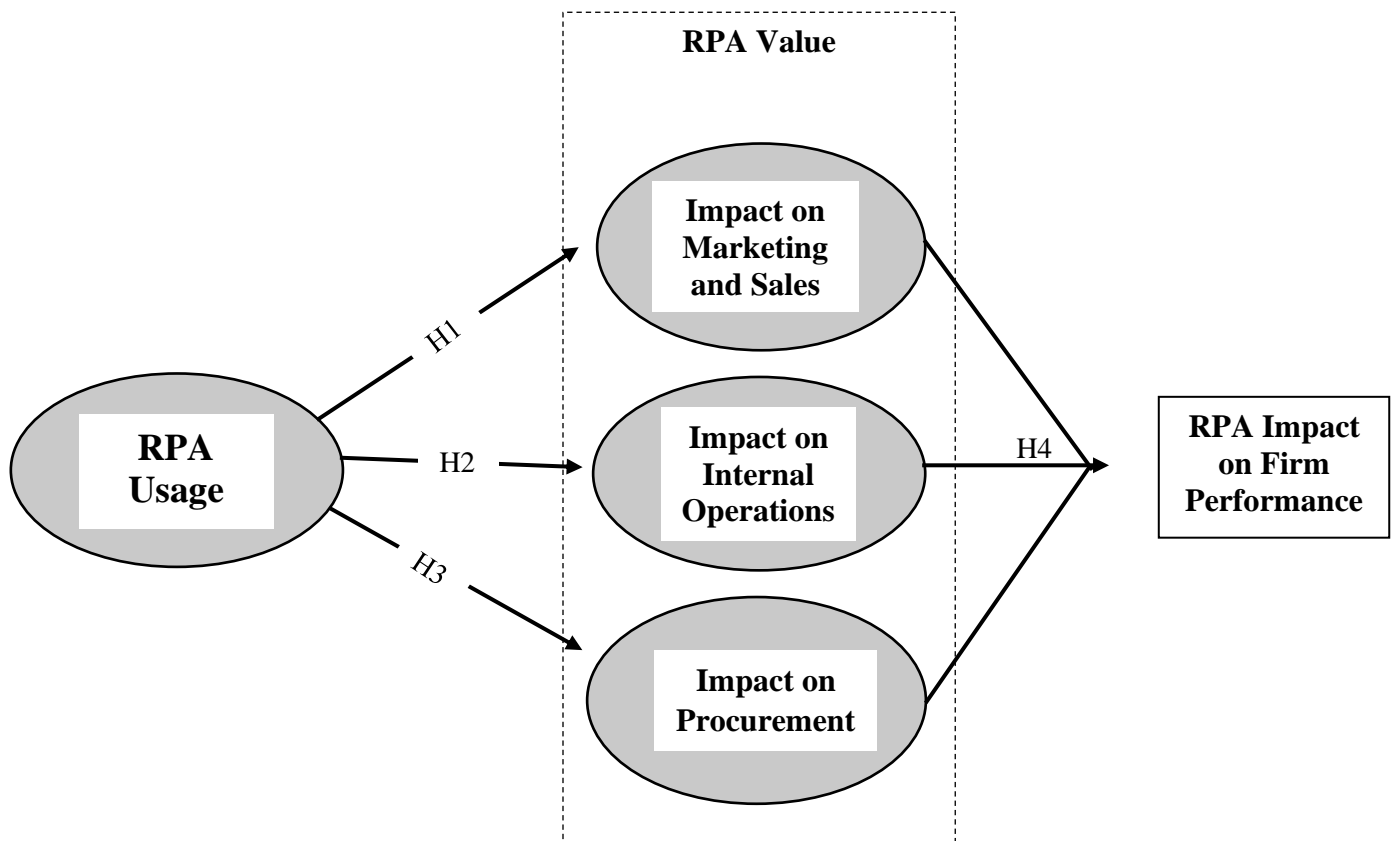 RPA Value
Impact on
Marketing
and Sales
H1
RPA
Usage
H2
Impact on
Internal
Operations
H4
RPA Impact
on Firm
Performance
H3
Impact on
Procurement